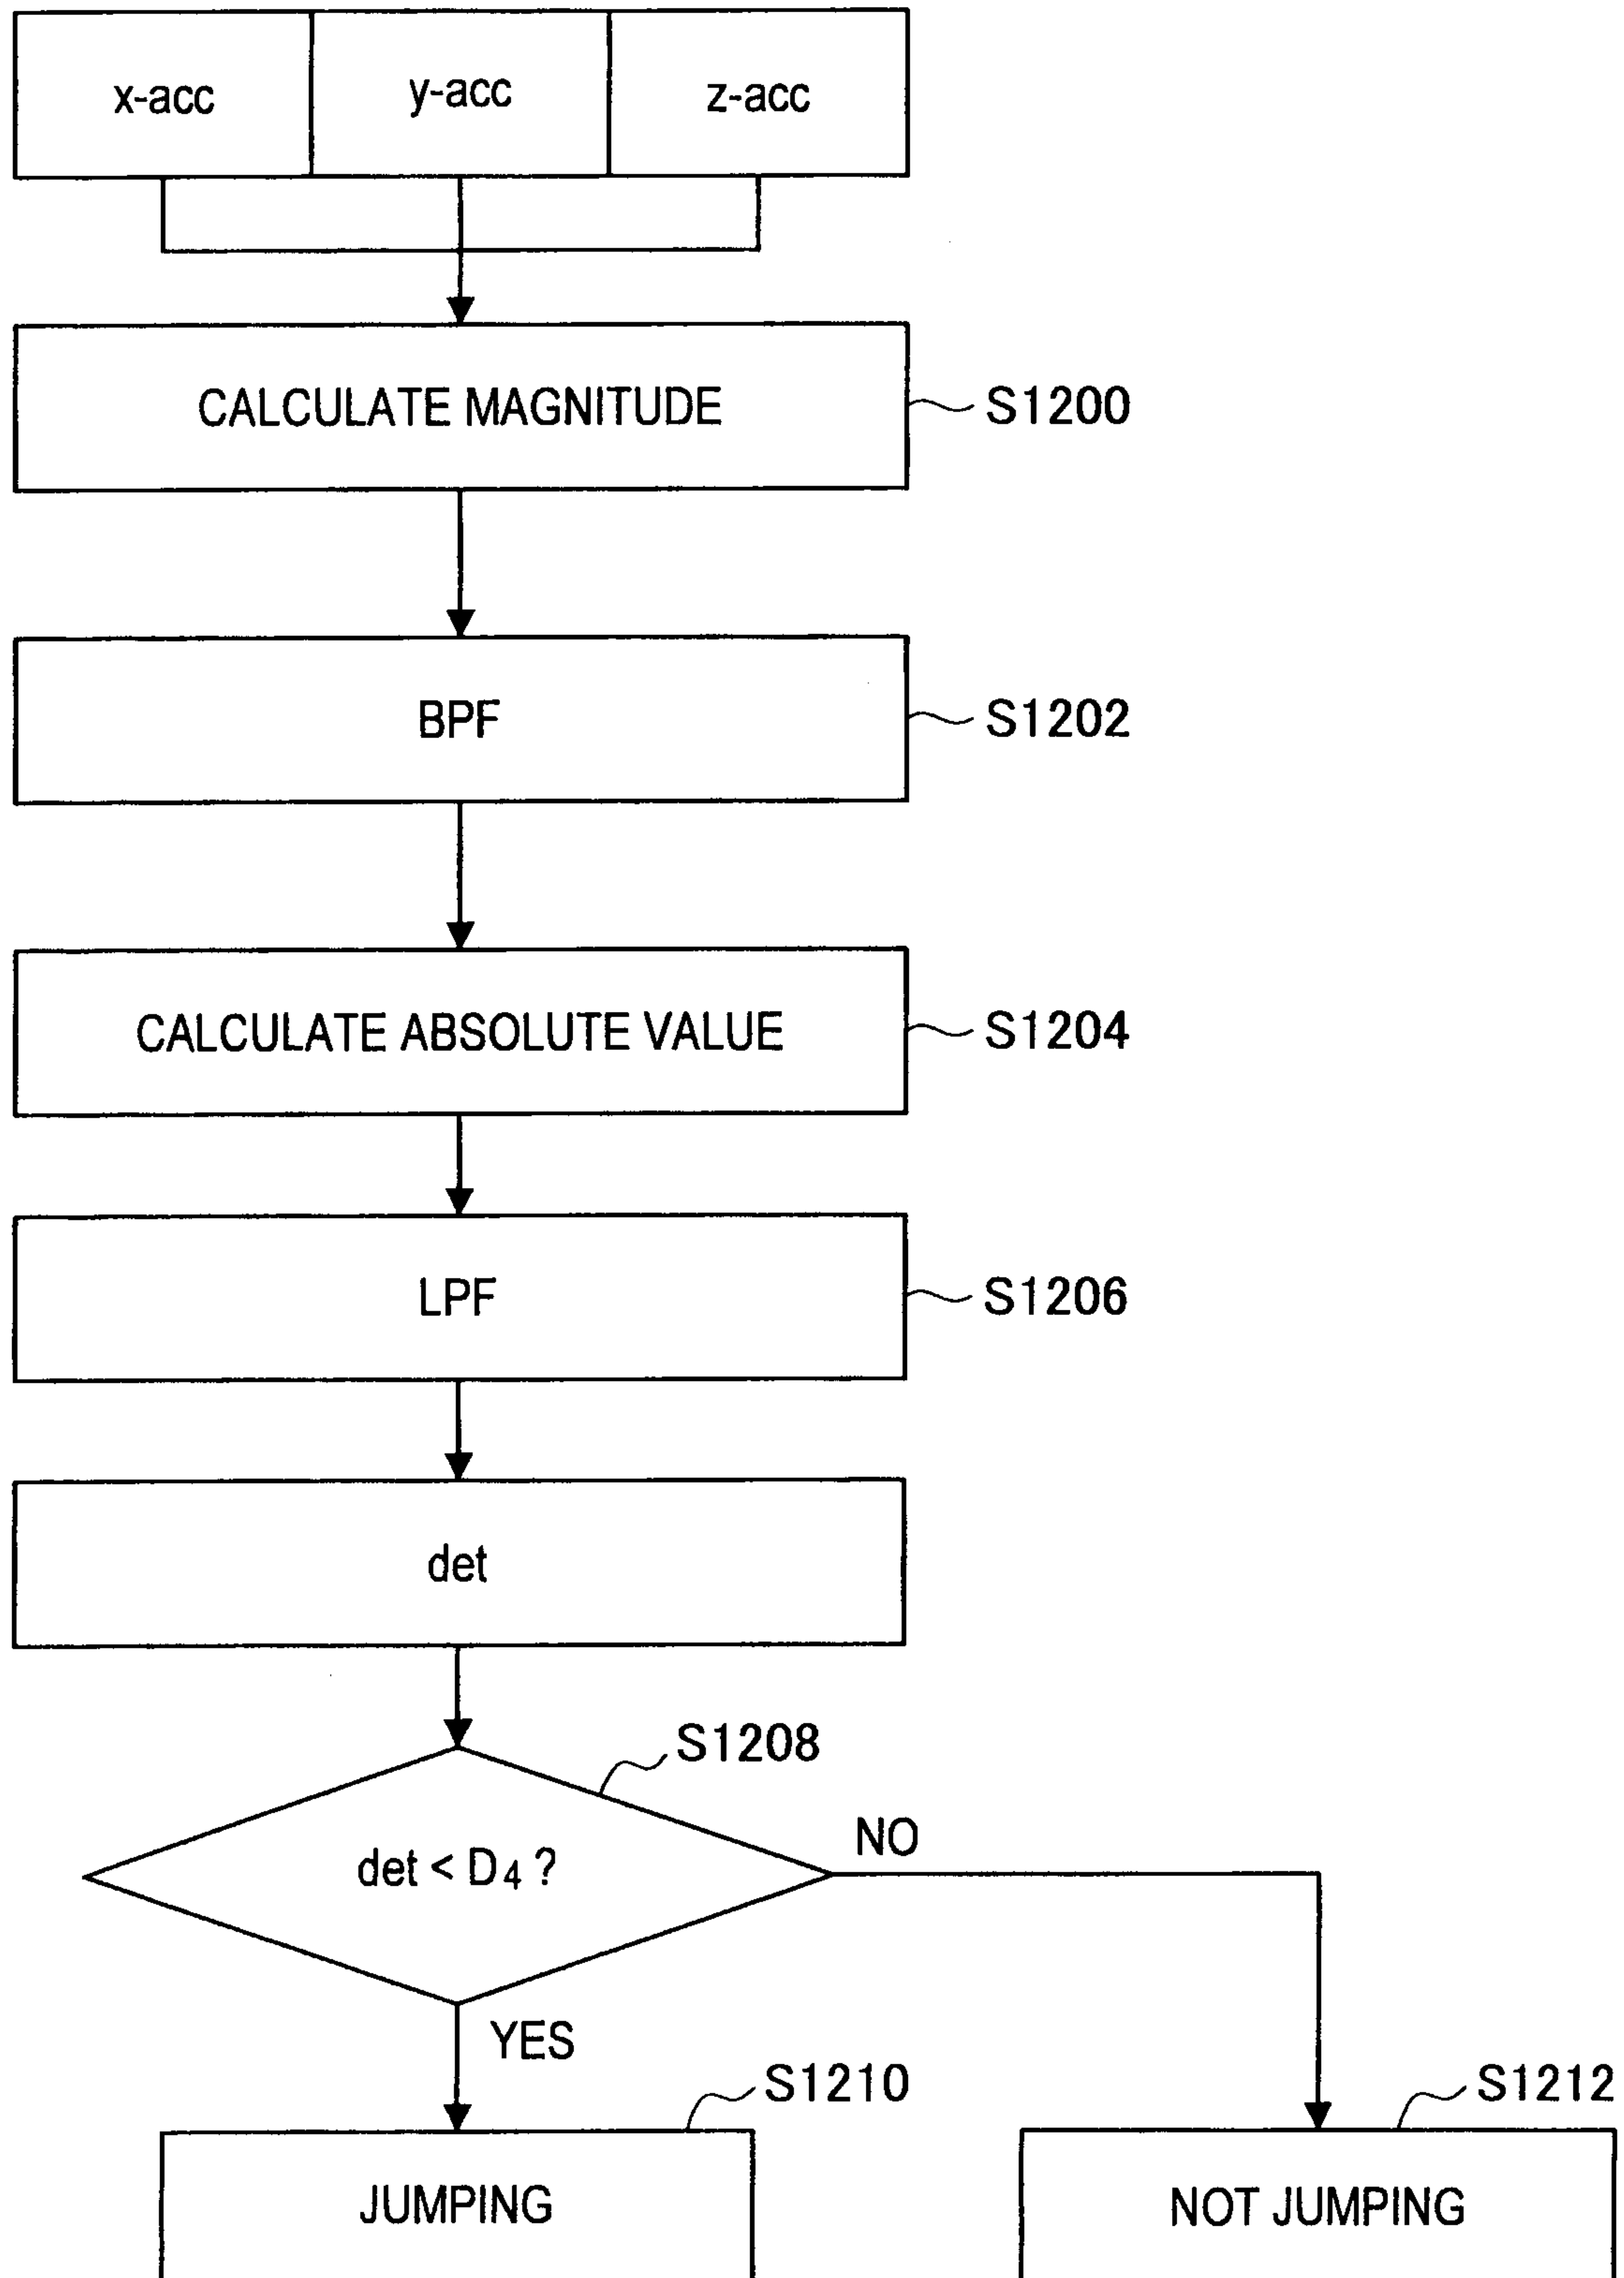 x-acc
y-acc
z-acc
CALCULATE MAGNITUDE
S1200
BPF
S1202
CALCULATE ABSOLUTE VALUE
S1204
LPF
S1206
det
S1208
det < D4 ?
NO
YES
S1210
S1212
JUMPING
NOT JUMPING